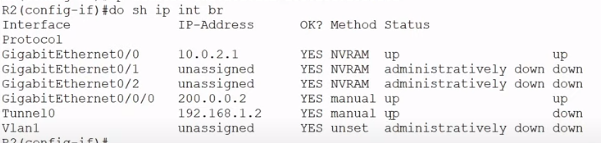 R2(config-if)#do sh ip int br
Interface IP-Address OK? Method Status
Protocol
GigabitEthernet0/0 10.0.2.1 YES NVRAM up up
GigabitEthernet0/1 unassigned YES NVRAM administratively down down
GigabitEthernet0/2 unassigned YES NVRAM administratively down down
GigabitEthernet0/0/0 200.0.0.2 YES manual up up
Tunnel0 192.168.1.2 YES manual up down
Vlan1 unassigned YES unset administratively down down
R2(config-if)#